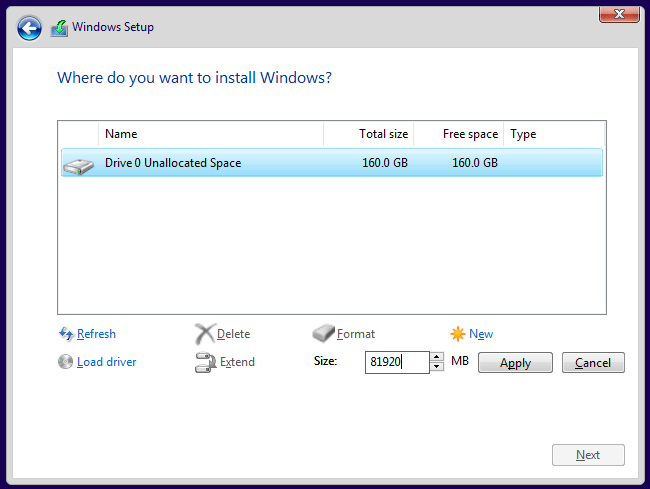 Windows Setup
Where do you want to install Windows?
Name Total size Free space Type
Drive 0 Unallocated Space 160.0 GB 160.0 GB
Refresh Delete Format New
Load driver Extend Size: 81920 MB Apply Cancel
Next